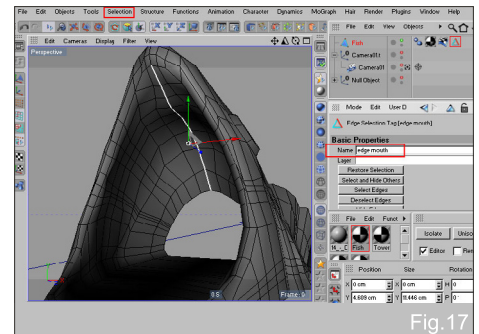 File Edit Objects Tools Selection Structure Functions Animation Character Dynamics MoGraph Hair Render Plugins Window Help
Edit Cameras Display Filter View
Perspective
Frame 0
File Edit View Objects
Fish
Camera01t
Camera01
Null Object
Mode Edit User D
Edge Selection Tag [edge mouth]
Basic Properties
Name edge mouth
Layer
Restore Selection
Select and Hide Others
Select Edges
Deselect Edges
File Edit Funct
Isolate
Editor
Fish Tower
Position Size Rotation
X 0 cm X 0 cm H 0
Y 4.609 cm Y 11.446 cm P 0
Fig.17